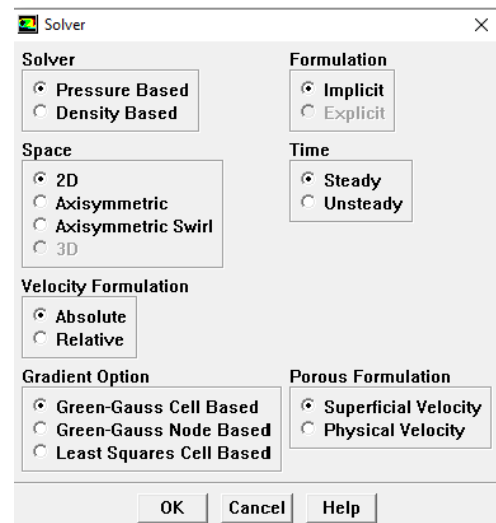 Solver
Solver
Formulation
Pressure Based
Implicit
Density Based
Explicit
Space
Time
2D
Steady
Axisymmetric
Unsteady
Axisymmetric Swirl
3D
Velocity Formulation
Absolute
Relative
Gradient Option
Porous Formulation
Green-Gauss Cell Based
Superficial Velocity
Green-Gauss Node Based
Physical Velocity
Least Squares Cell Based
OK
Cancel
Help